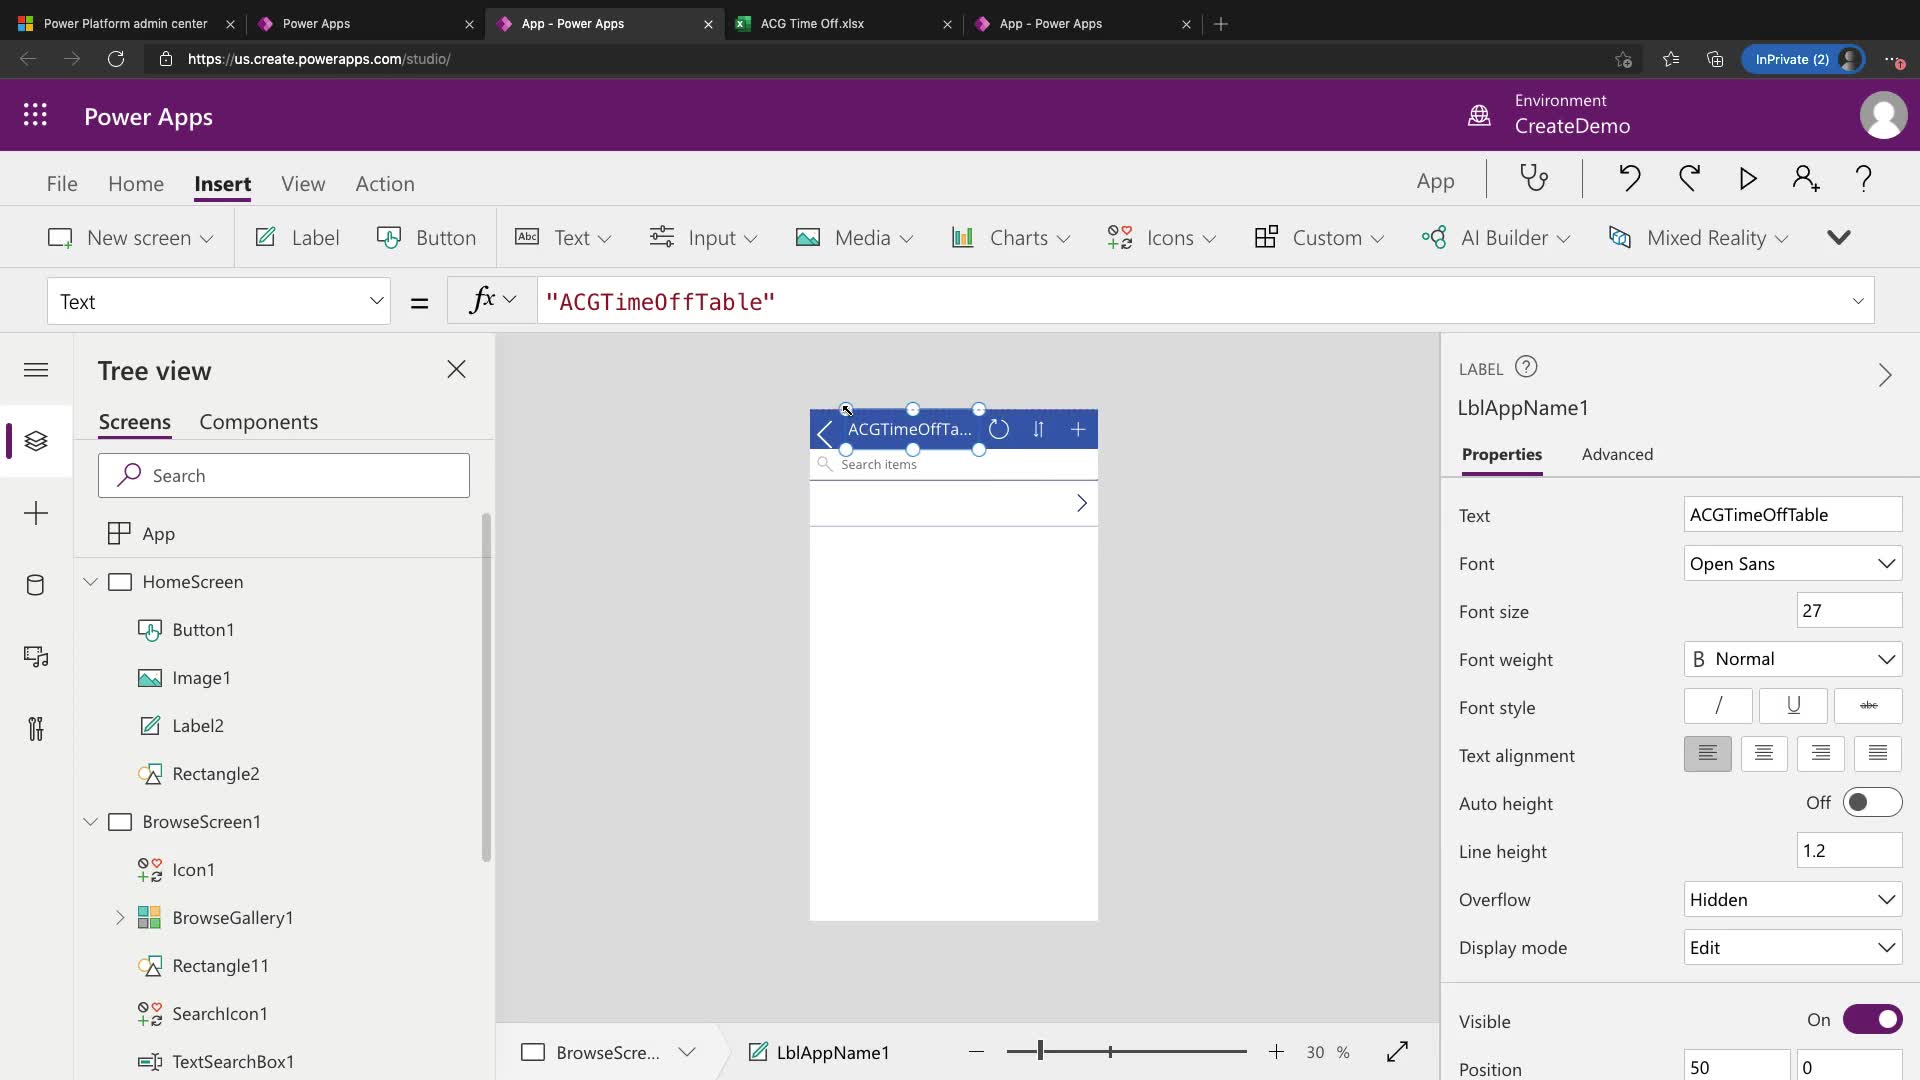 Power Platform admin center
Power Apps
App - Power Apps
ACG Time Off.xlsx
App - Power Apps
https://us.create.powerapps.com/studio/
InPrivate (2)
Power Apps
Environment
CreateDemo
File
Home
Insert
View
Action
App
New screen
Label
Button
Abc
Text
Input
Media
Charts
Icons
Custom
AI Builder
Mixed Reality
Text
=
fx
"ACGTimeOffTable"
Tree view
Screens
Components
Search
App
HomeScreen
Button1
Image1
Label2
Rectangle2
BrowseScreen1
Icon1
BrowseGallery1
Rectangle11
SearchIcon1
TextSearchBox1
ACGTimeOffTa...
Search items
BrowseScre...
LblAppName1
30 %
LABEL
LblAppName1
Properties
Advanced
Text
ACGTimeOffTable
Font
Open Sans
Font size
27
Font weight
B Normal
Font style
/
U
abc
Text alignment
Auto height
Off
Line height
1.2
Overflow
Hidden
Display mode
Edit
Visible
On
Position
50
0